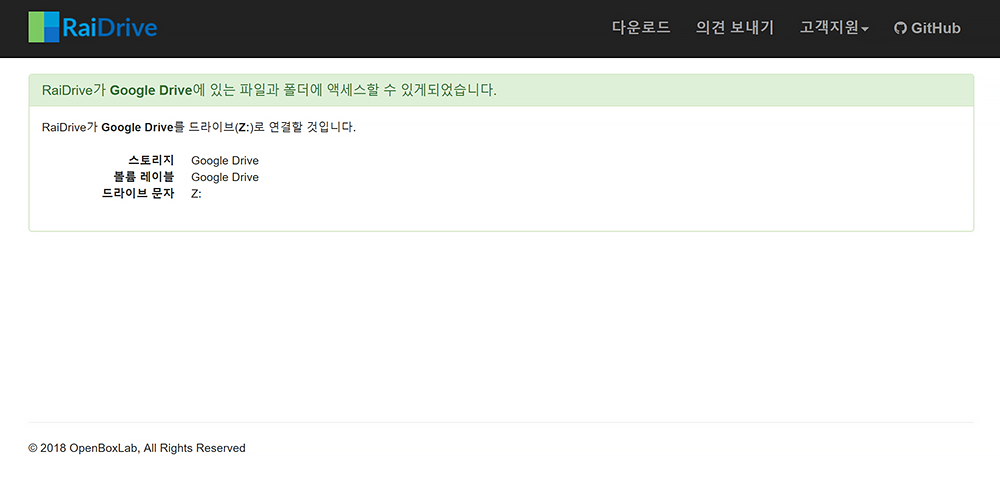 RaiDrive 다운로드 의견 보내기 고객지원 GitHub
RaiDrive가 Google Drive에 있는 파일과 폴더에 액세스할 수 있게되었습니다.
RaiDrive가 Google Drive를 드라이브(Z:)로 연결할 것입니다.
스토리지 Google Drive
볼륨 레이블 Google Drive
드라이브 문자 Z:
© 2018 OpenBoxLab, All Rights Reserved